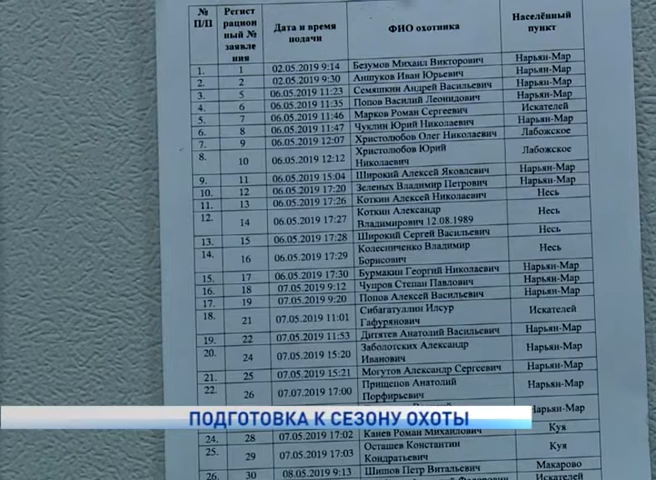 № П/П Регистрационный № заявления Дата и время подачи ФИО охотника Населённый пункт
1. 1 02.05.2019 9:14 Безумов Михаил Викторович Нарьян-Мар
2. 2 02.05.2019 9:30 Аншуков Иван Юрьевич Нарьян-Мар
3. 5 06.05.2019 11:23 Семяшкин Андрей Васильевич Нарьян-Мар
4. 6 06.05.2019 11:35 Попов Василий Леонидович Нарьян-Мар
5. 7 06.05.2019 11:46 Марков Роман Сергеевич Искателей
6. 8 06.05.2019 11:47 Чуклин Юрий Николаевич Нарьян-Мар
7. 9 06.05.2019 12:07 Христолюбов Олег Николаевич Лабожское
8. 10 06.05.2019 12:12 Христолюбов Юрий Николаевич Лабожское
9. 11 06.05.2019 15:04 Широкий Алексей Яковлевич Нарьян-Мар
10. 12 06.05.2019 17:20 Зеленых Владимир Петрович Нарьян-Мар
11. 13 06.05.2019 17:26 Коткин Алексей Николаевич Несь
12. 14 06.05.2019 17:27 Коткин Александр Владимирович 12.08.1989 Несь
13. 15 06.05.2019 17:28 Широкий Сергей Васильевич Несь
14. 16 06.05.2019 17:29 Колесниченко Владимир Борисович Несь
15. 17 06.05.2019 17:30 Бурмакин Георгий Николаевич Нарьян-Мар
16. 18 07.05.2019 9:12 Чупров Степан Павлович Нарьян-Мар
17. 19 07.05.2019 9:20 Попов Алексей Васильевич Нарьян-Мар
18. 21 07.05.2019 11:01 Сибагатуллин Илсур Гафурянович Искателей
19. 22 07.05.2019 11:53 Дитятев Анатолий Васильевич Нарьян-Мар
20. 24 07.05.2019 15:20 Заболотских Александр Иванович Нарьян-Мар
21. 25 07.05.2019 15:21 Могутов Александр Сергеевич Нарьян-Мар
22. 26 07.07.2019 17:00 Прищепов Анатолий Порфирьевич Нарьян-Мар
Нарьян-Мар
ПОДГОТОВКА К СЕЗОНУ ОХОТЫ
24. 28 07.05.2019 17:02 Канев Роман Михайлович Куя
25. 29 07.05.2019 17:03 Осташев Константин Кондратьевич Куя
26. 30 08.05.2019 9:13 Шишов Петр Витальевич Макарово
Искателей